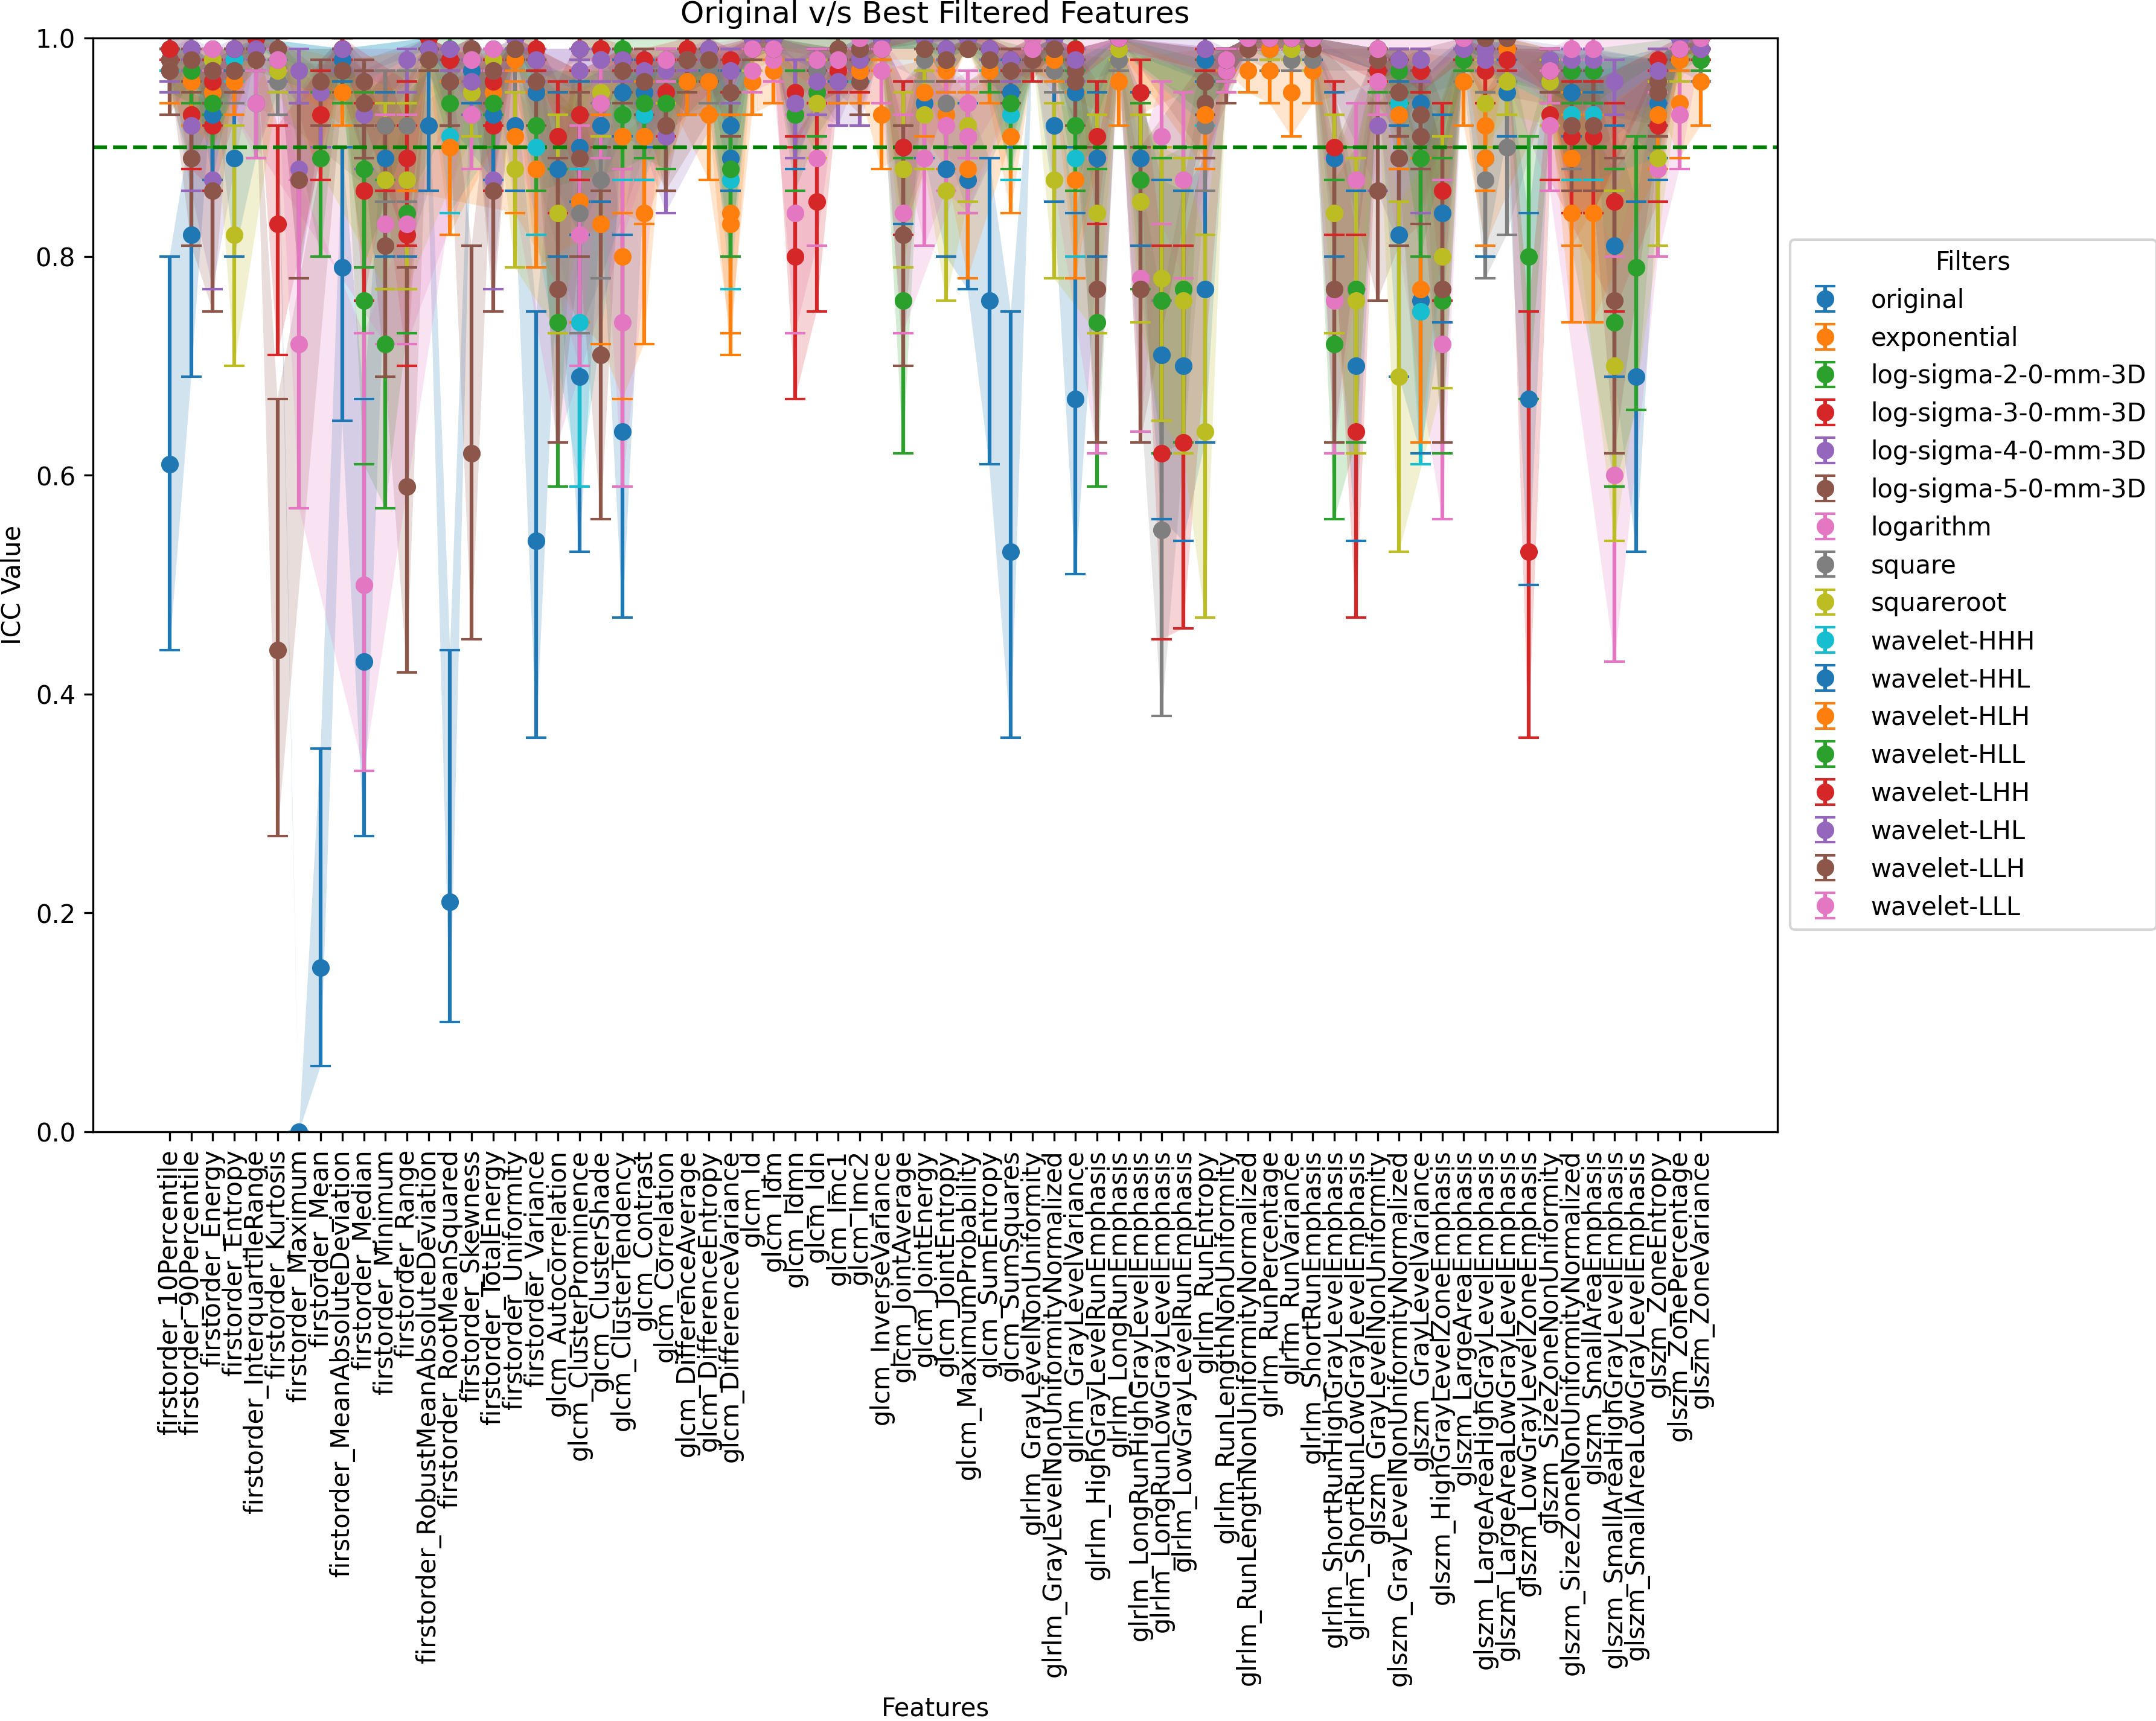 Original v/s Best Filtered Features
ICC Value
1.0
0.8
0.6
0.4
0.2
0.0
firstorder_10Percentile
firstorder_90Percentile
firstorder_Energy
firstorder_Entropy
firstorder_InterquartileRange
firstorder_Kurtosis
firstorder_Maximum
firstorder_Mean
firstorder_MeanAbsoluteDeviation
firstorder_Median
firstorder_Minimum
firstorder_Range
firstorder_RobustMeanAbsoluteDeviation
firstorder_RootMeanSquared
firstorder_Skewness
firstorder_TotalEnergy
firstorder_Uniformity
firstorder_Variance
glcm_Autocorrelation
glcm_ClusterProminence
glcm_ClusterShade
glcm_ClusterTendency
glcm_Contrast
glcm_Correlation
glcm_DifferenceAverage
glcm_DifferenceEntropy
glcm_DifferenceVariance
glcm_Id
glcm_Idm
glcm_Idmn
glcm_Idn
glcm_Imc1
glcm_Imc2
glcm_InverseVariance
glcm_JointAverage
glcm_JointEnergy
glcm_JointEntropy
glcm_MaximumProbability
glcm_SumEntropy
glcm_SumSquares
glrlm_GrayLevelNonUniformity
glrlm_GrayLevelNonUniformityNormalized
glrlm_GrayLevelVariance
glrlm_HighGrayLevelRunEmphasis
glrlm_LongRunEmphasis
glrlm_LongRunHighGrayLevelEmphasis
glrlm_LongRunLowGrayLevelEmphasis
glrlm_LowGrayLevelRunEmphasis
glrlm_RunEntropy
glrlm_RunLengthNonUniformity
glrlm_RunLengthNonUniformityNormalized
glrlm_RunPercentage
glrlm_RunVariance
glrlm_ShortRunEmphasis
glrlm_ShortRunHighGrayLevelEmphasis
glrlm_ShortRunLowGrayLevelEmphasis
glszm_GrayLevelNonUniformity
glszm_GrayLevelNonUniformityNormalized
glszm_GrayLevelVariance
glszm_HighGrayLevelZoneEmphasis
glszm_LargeAreaEmphasis
glszm_LargeAreaHighGrayLevelEmphasis
glszm_LargeAreaLowGrayLevelEmphasis
glszm_LowGrayLevelZoneEmphasis
glszm_SizeZoneNonUniformity
glszm_SizeZoneNonUniformityNormalized
glszm_SmallAreaEmphasis
glszm_SmallAreaHighGrayLevelEmphasis
glszm_SmallAreaLowGrayLevelEmphasis
glszm_ZoneEntropy
glszm_ZonePercentage
glszm_ZoneVariance
Features
Filters
original
exponential
log-sigma-2-0-mm-3D
log-sigma-3-0-mm-3D
log-sigma-4-0-mm-3D
log-sigma-5-0-mm-3D
logarithm
square
squareroot
wavelet-HHH
wavelet-HHL
wavelet-HLH
wavelet-HLL
wavelet-LHH
wavelet-LHL
wavelet-LLH
wavelet-LLL